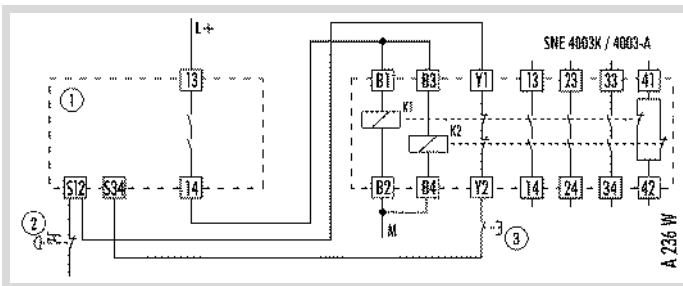 L+
SNE 4003K / 4003-A
13
B1 B3 Y1 13 23 33 41
1
K1
K2
S12 S34 14
B2 B4 Y2 14 24 34 42
2
M
3
A 236 W